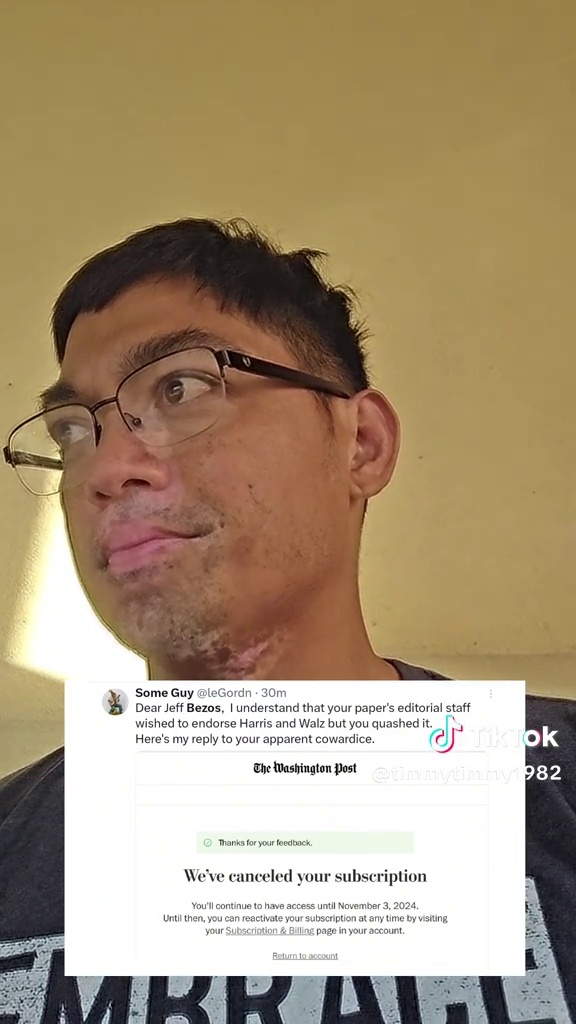 Some Guy @leGordn · 30m
Dear Jeff Bezos, I understand that your paper's editorial staff
wished to endorse Harris and Walz but you quashed it.
Here's my reply to your apparent cowardice.
TikTok
@timmytimmy1982
The Washington Post
Thanks for your feedback.
We've canceled your subscription
You'll continue to have access until November 3, 2024.
Until then, you can reactivate your subscription at any time by visiting
your Subscription & Billing page in your account.
Return to account
EMBRACE